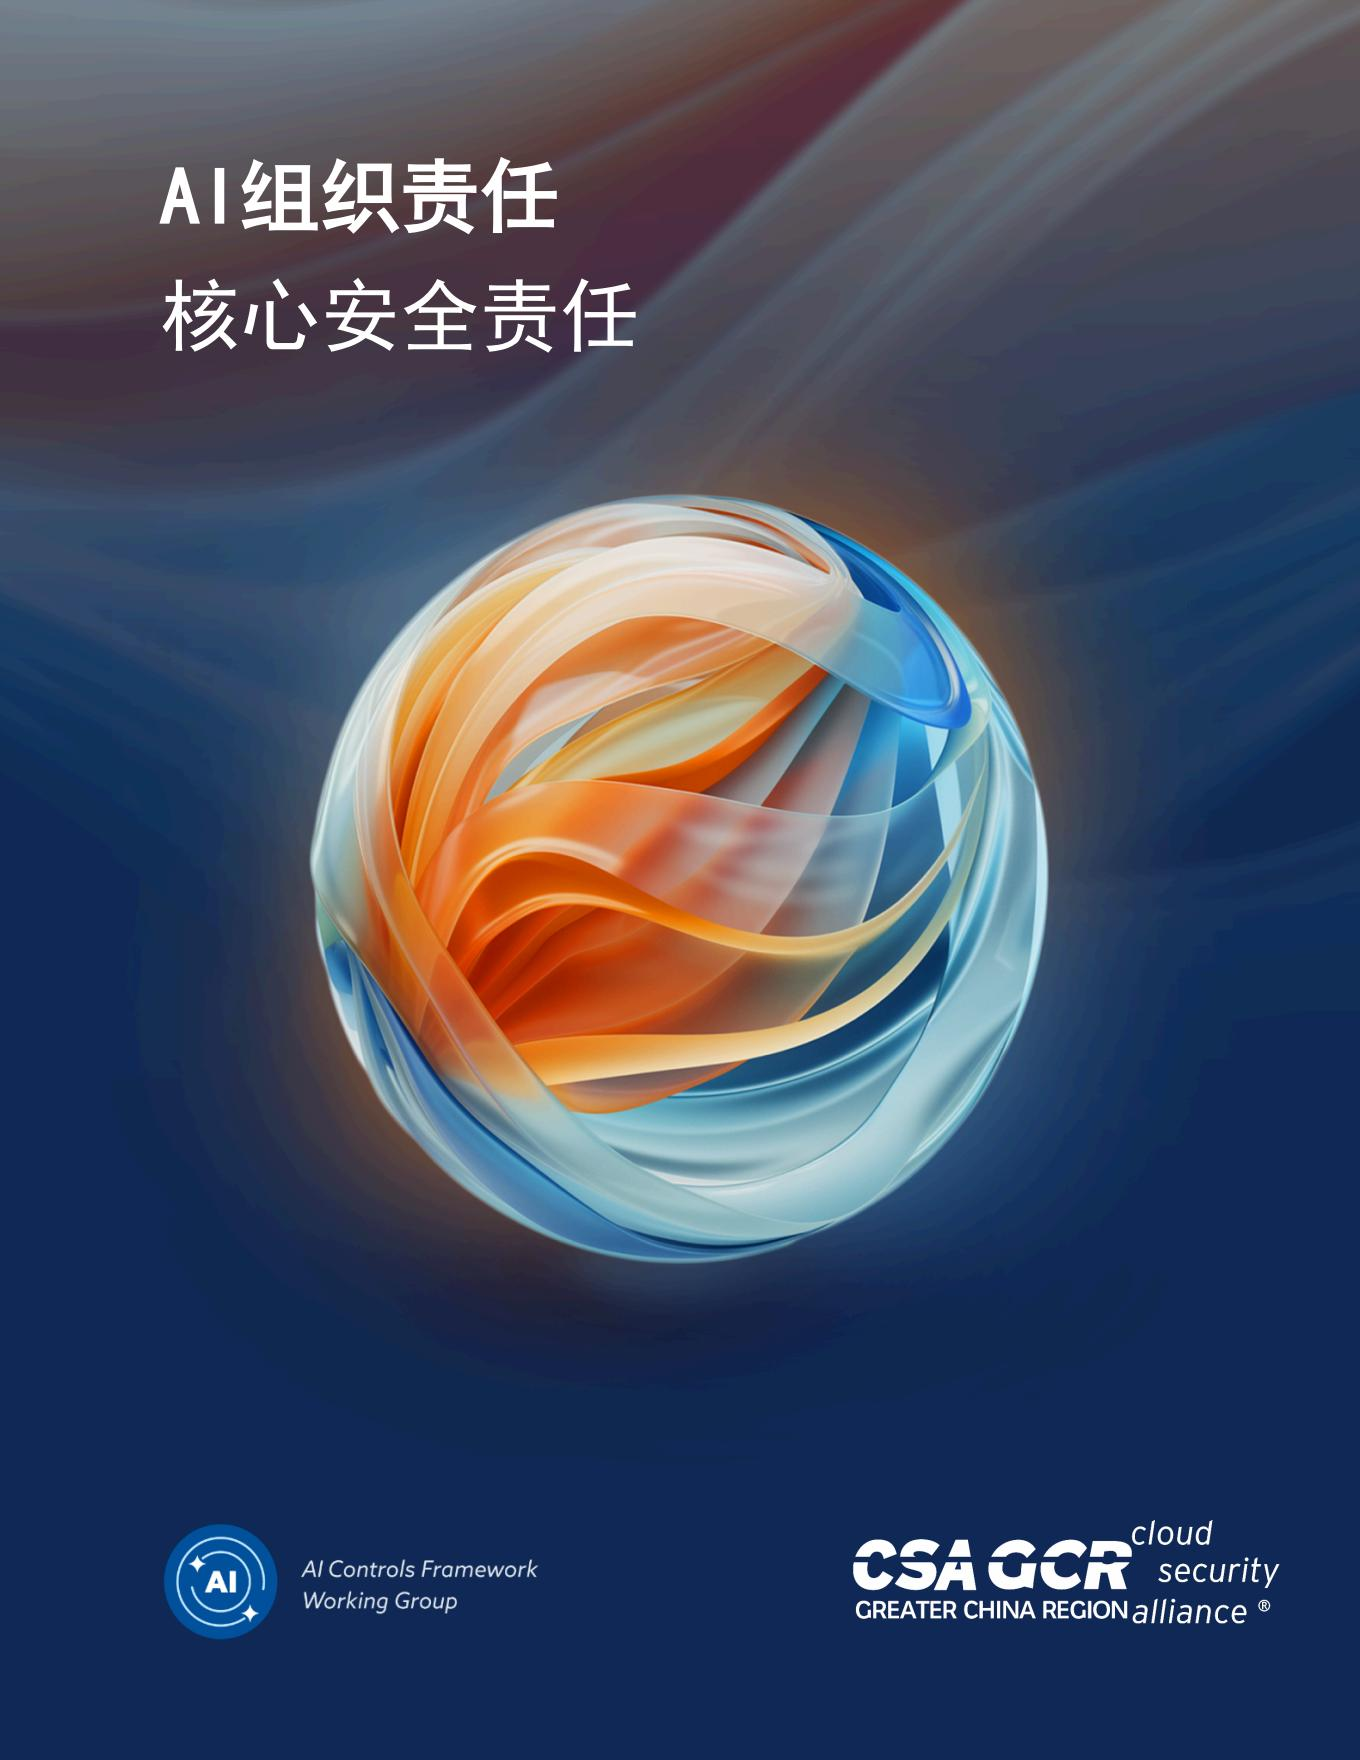 AI组织责任
核心安全责任
AI
AI Controls Framework
Working Group
CSA GCR
GREATER CHINA REGION
cloud
security
alliance ®